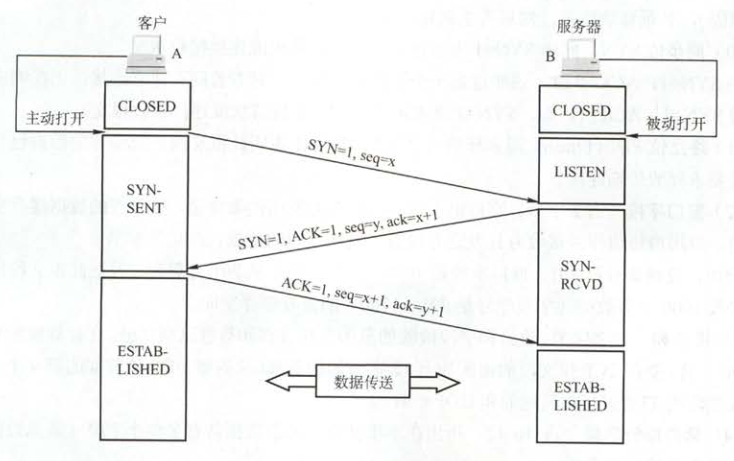 客户
服务器
A
B
CLOSED
CLOSED
主动打开
被动打开
SYN=1, seq=x
LISTEN
SYN-
SENT
SYN=1, ACK=1, seq=y, ack=x+1
SYN-
RCVD
ACK=1, seq=x+1, ack=y+1
ESTAB-
LISHED
数据传送
ESTAB-
LISHED